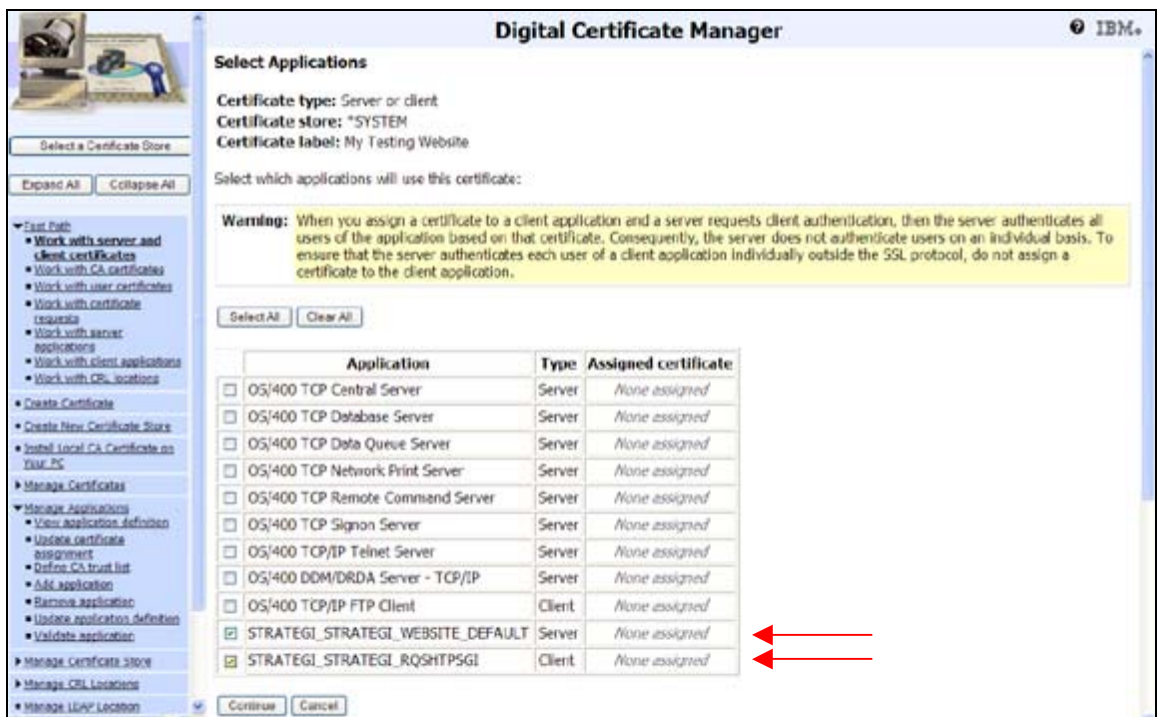 Digital Certificate Manager
IBM
Select a Certificate Store
Expand All Collapse All
Fast Path
Work with server and
client certificates
Work with CA certificates
Work with user certificates
Work with certificate
requests
Work with server
applications
Work with client applications
Work with CRL locations
Create Certificate
Create New Certificate Store
Install Local CA Certificate on
Your PC
Manage Certificates
Manage Applications
View application definition
Update certificate
assignment
Define CA trust list
Add application
Remove application
Update application definition
Validate application
Manage Certificate Store
Manage CRL Locations
Manage LDAP Location
Select Applications
Certificate type: Server or client
Certificate store: *SYSTEM
Certificate label: My Testing Website
Select which applications will use this certificate:
Warning: When you assign a certificate to a client application and a server requests client authentication, then the server authenticates all
users of the application based on that certificate. Consequently, the server does not authenticate users on an individual basis. To
ensure that the server authenticates each user of a client application individually outside the SSL protocol, do not assign a
certificate to the client application.
Select All Clear All
Application Type Assigned certificate
OS/400 TCP Central Server Server None assigned
OS/400 TCP Database Server Server None assigned
OS/400 TCP Data Queue Server Server None assigned
OS/400 TCP Network Print Server Server None assigned
OS/400 TCP Remote Command Server Server None assigned
OS/400 TCP Signon Server Server None assigned
OS/400 TCP/IP Telnet Server Server None assigned
OS/400 DDM/DRDA Server - TCP/IP Server None assigned
OS/400 TCP/IP FTP Client Client None assigned
STRATEGI_STRATEGI_WEBSITE_DEFAULT Server None assigned
STRATEGI_STRATEGI_RQSHTPSGI Client None assigned
Continue Cancel